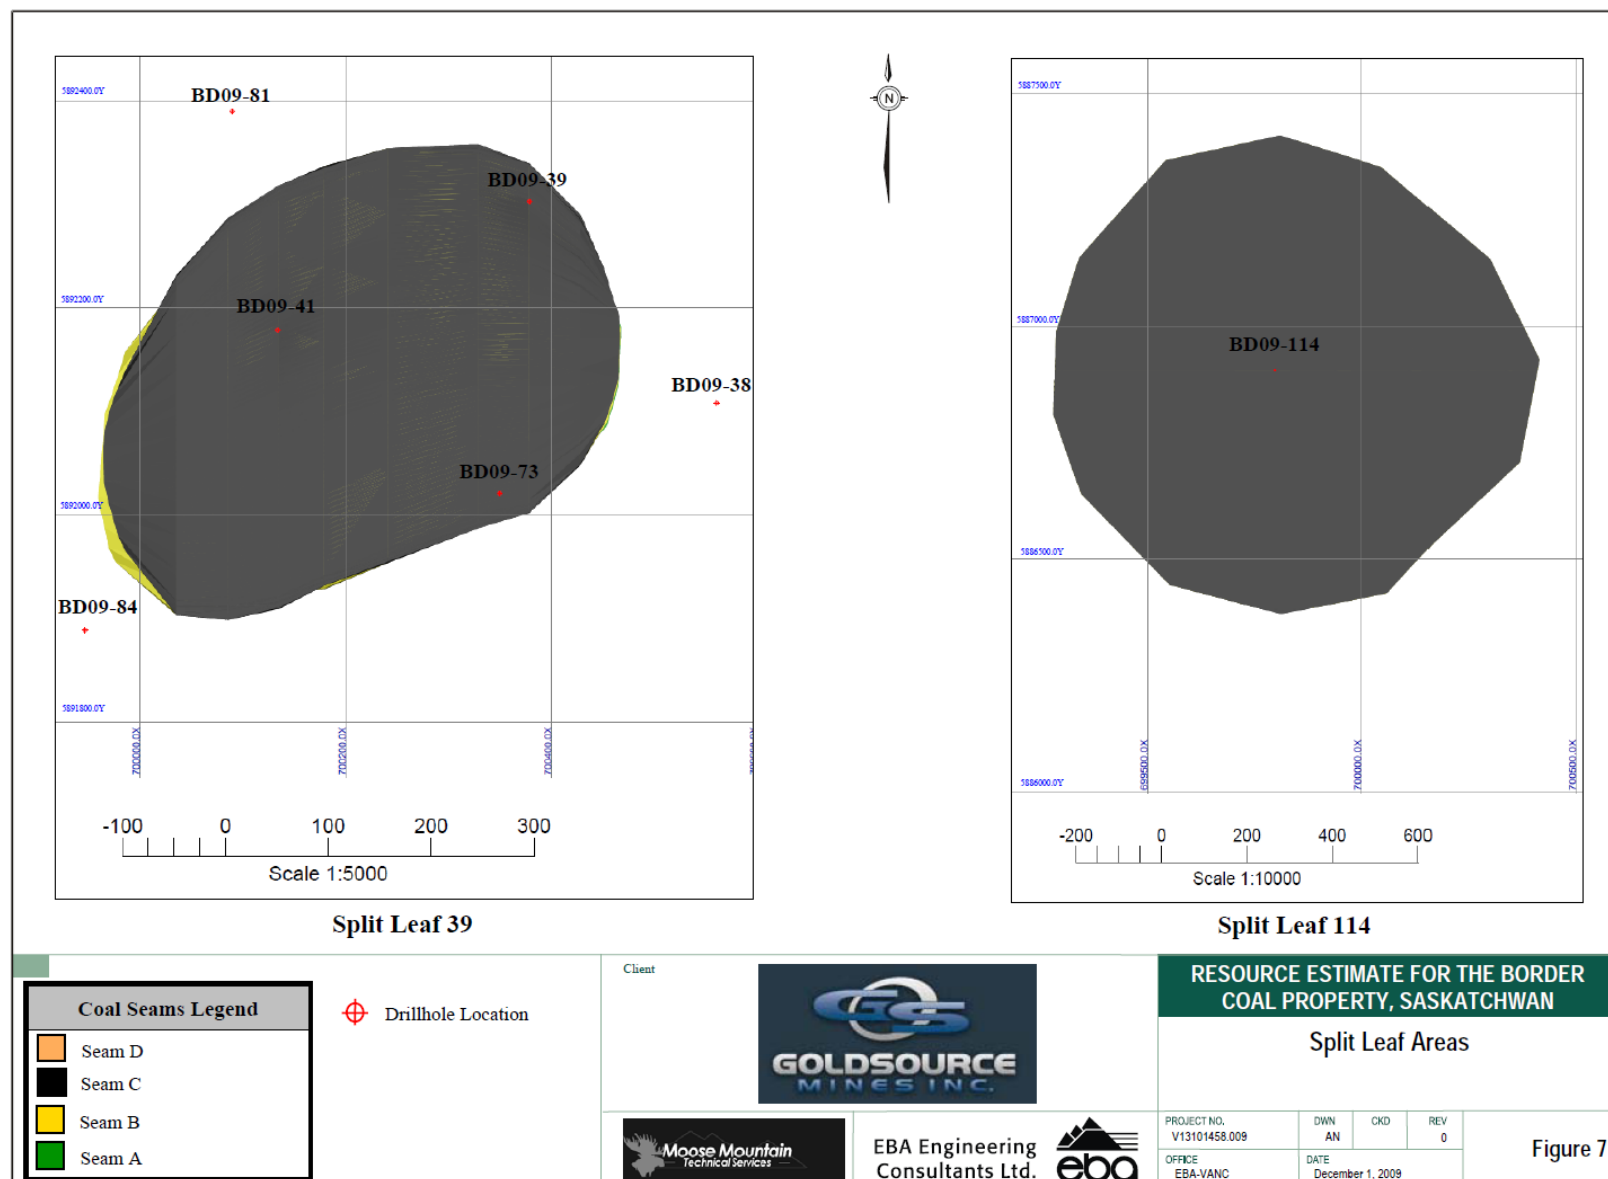 BD09-81
5892400.0Y
BD09-39
5892200.0Y
BD09-41
BD09-38
BD09-73
5892000.0Y
BD09-84
5891800.0Y
700000.0X
700200.0X
700400.0X
-100 0 100 200 300
Scale 1:5000
Split Leaf 39
N
5887500.0Y
5887000.0Y
BD09-114
5886500.0Y
5886000.0Y
699500.0X
700000.0X
700500.0X
-200 0 200 400 600
Scale 1:10000
Split Leaf 114
Coal Seams Legend
Seam D
Seam C
Seam B
Seam A
Drillhole Location
Client
GS
GOLDSOURCE
MINES INC.
Moose Mountain
Technical Services
EBA Engineering
Consultants Ltd.
eba
RESOURCE ESTIMATE FOR THE BORDER
COAL PROPERTY, SASKATCHWAN
Split Leaf Areas
PROJECT NO.
V13101458.009
DWN
AN
CKD
REV
0
OFFICE
EBA-VANC
DATE
December 1, 2009
Figure 7